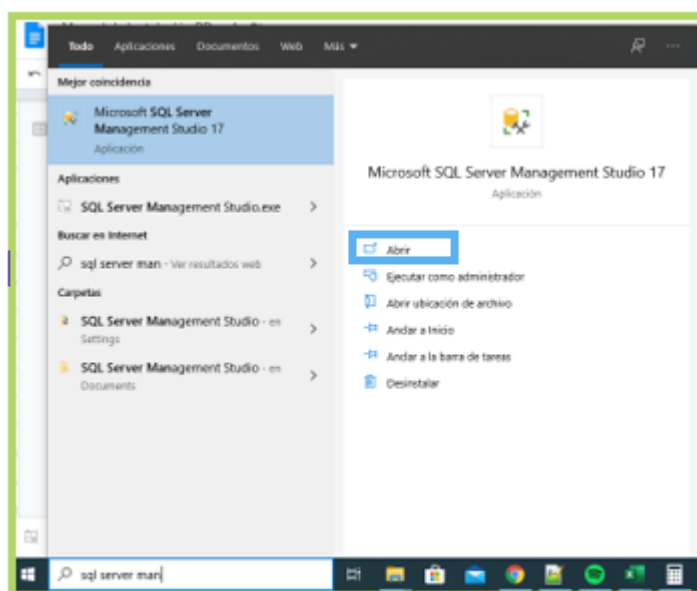 Todo Aplicaciones Documentos Web Más
Mejor coincidencia
Microsoft SQL Server
Management Studio 17
Aplicación
Aplicaciones
SQL Server Management Studio.exe
Buscar en Internet
sql server man - Ver resultados web
Carpetas
SQL Server Management Studio - en
Settings
SQL Server Management Studio - en
Documents
Microsoft SQL Server Management Studio 17
Aplicación
Abrir
Ejecutar como administrador
Abrir ubicación de archivo
Anclar a Inicio
Anclar a la barra de tareas
Desinstalar
sql server man